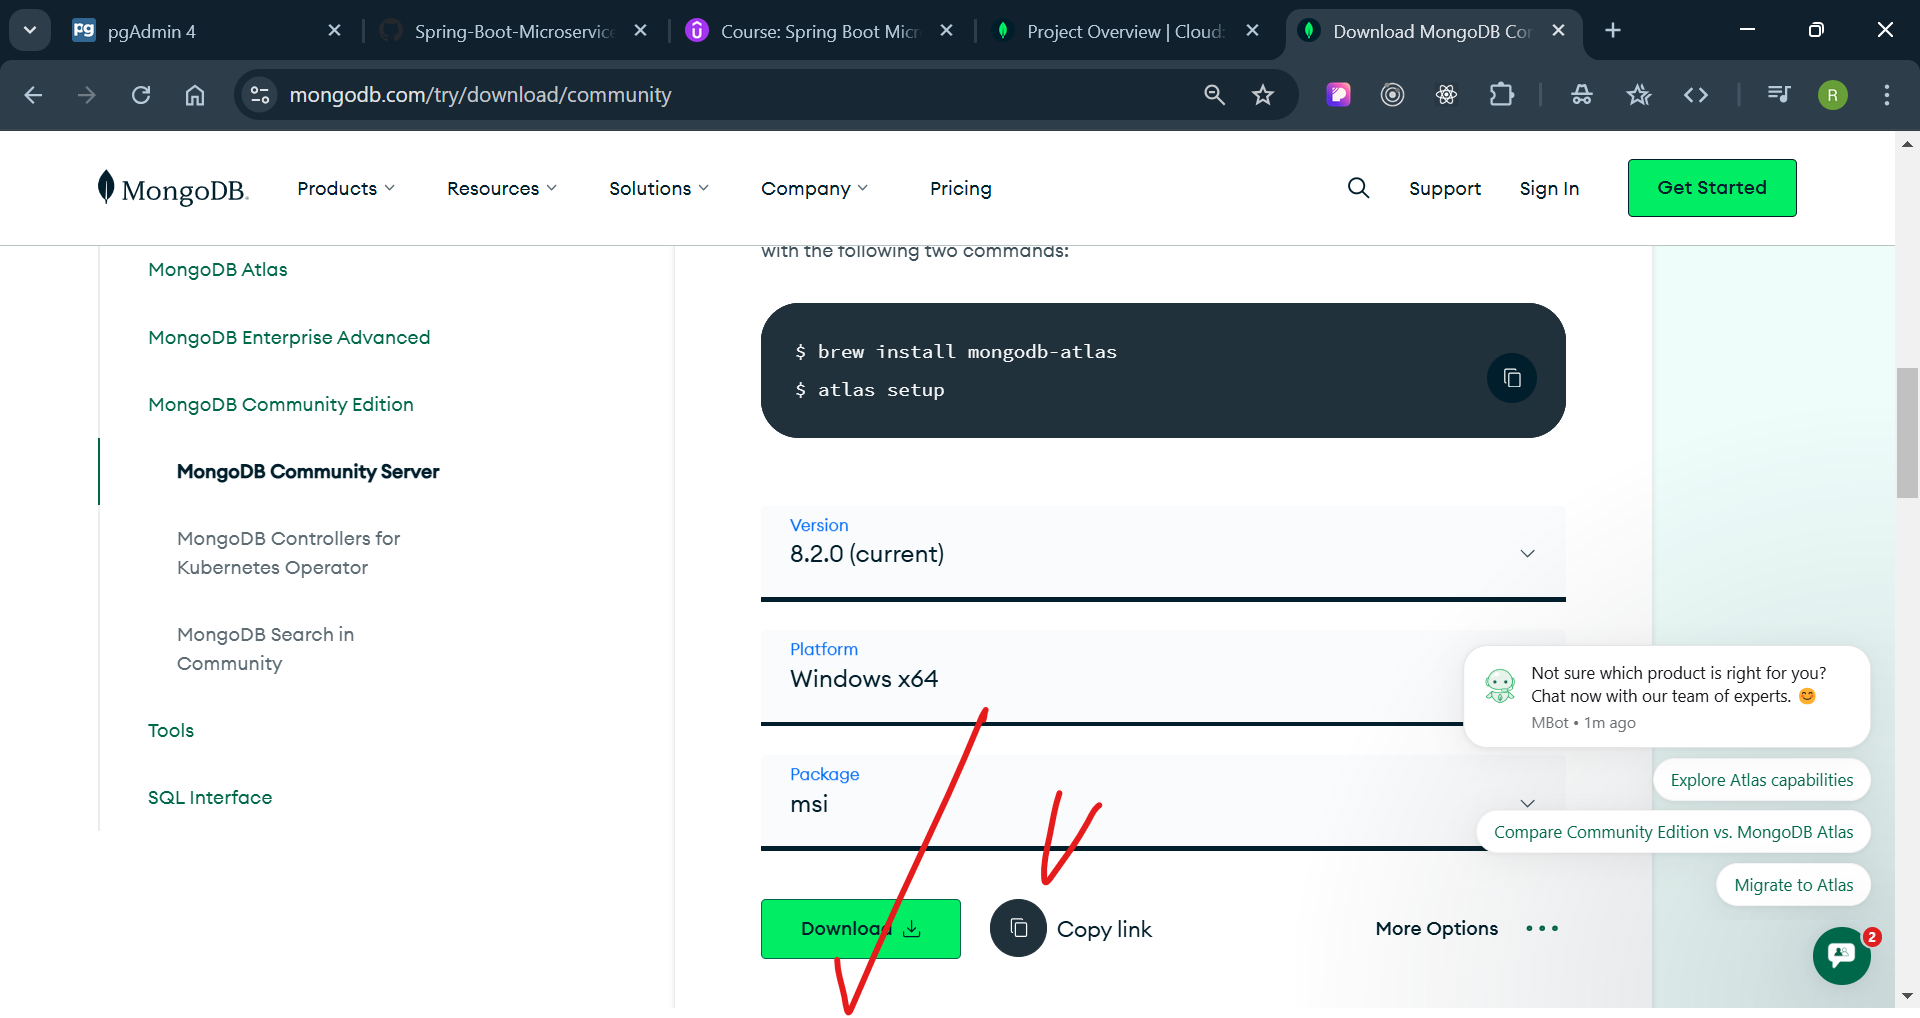 pgAdmin 4
Spring-Boot-Microservice
Course: Spring Boot Micr
Project Overview | Cloud:
Download MongoDB Co
mongodb.com/try/download/community
R
MongoDB.
Products
Resources
Solutions
Company
Pricing
Support
Sign In
Get Started
MongoDB Atlas
MongoDB Enterprise Advanced
MongoDB Community Edition
MongoDB Community Server
MongoDB Controllers for
Kubernetes Operator
MongoDB Search in
Community
Tools
SQL Interface
with the following two commands:
$ brew install mongodb-atlas
$ atlas setup
Version
8.2.0 (current)
Platform
Windows x64
Package
msi
Download
Copy link
More Options
Not sure which product is right for you?
Chat now with our team of experts. 😊
MBot • 1m ago
Explore Atlas capabilities
Compare Community Edition vs. MongoDB Atlas
Migrate to Atlas
2